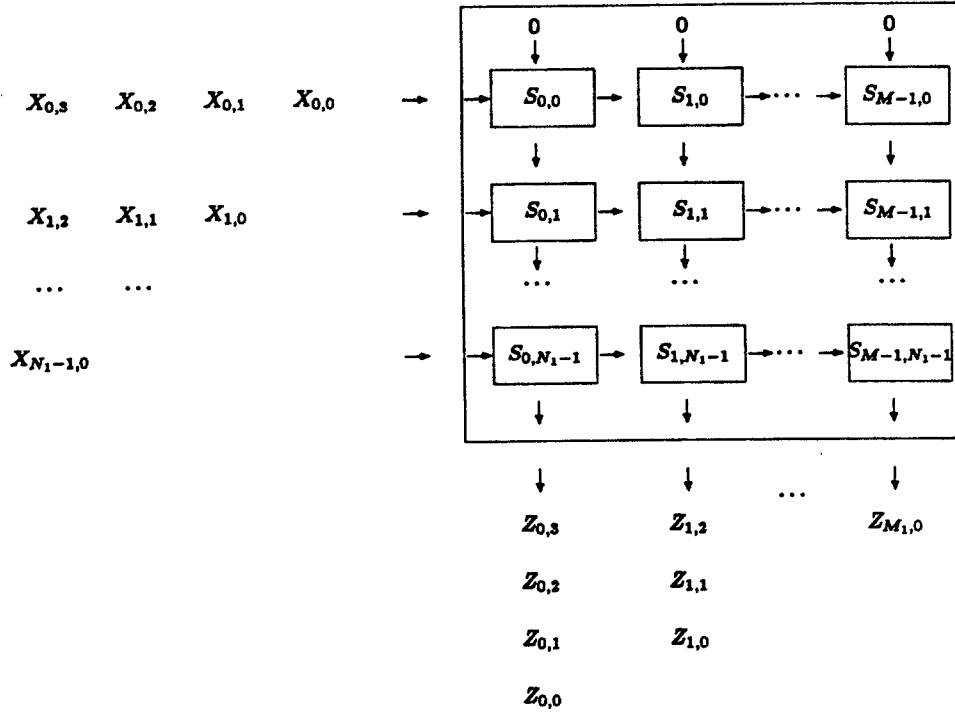 0 0 0
X_{0,3} X_{0,2} X_{0,1} X_{0,0} S_{0,0} S_{1,0} ... S_{M-1,0}
X_{1,2} X_{1,1} X_{1,0} S_{0,1} S_{1,1} ... S_{M-1,1}
... ... ... ... ...
X_{N_1-1,0} S_{0,N_1-1} S_{1,N_1-1} ... S_{M-1,N_1-1}
...
Z_{0,3} Z_{1,2} Z_{M_1,0}
Z_{0,2} Z_{1,1}
Z_{0,1} Z_{1,0}
Z_{0,0}